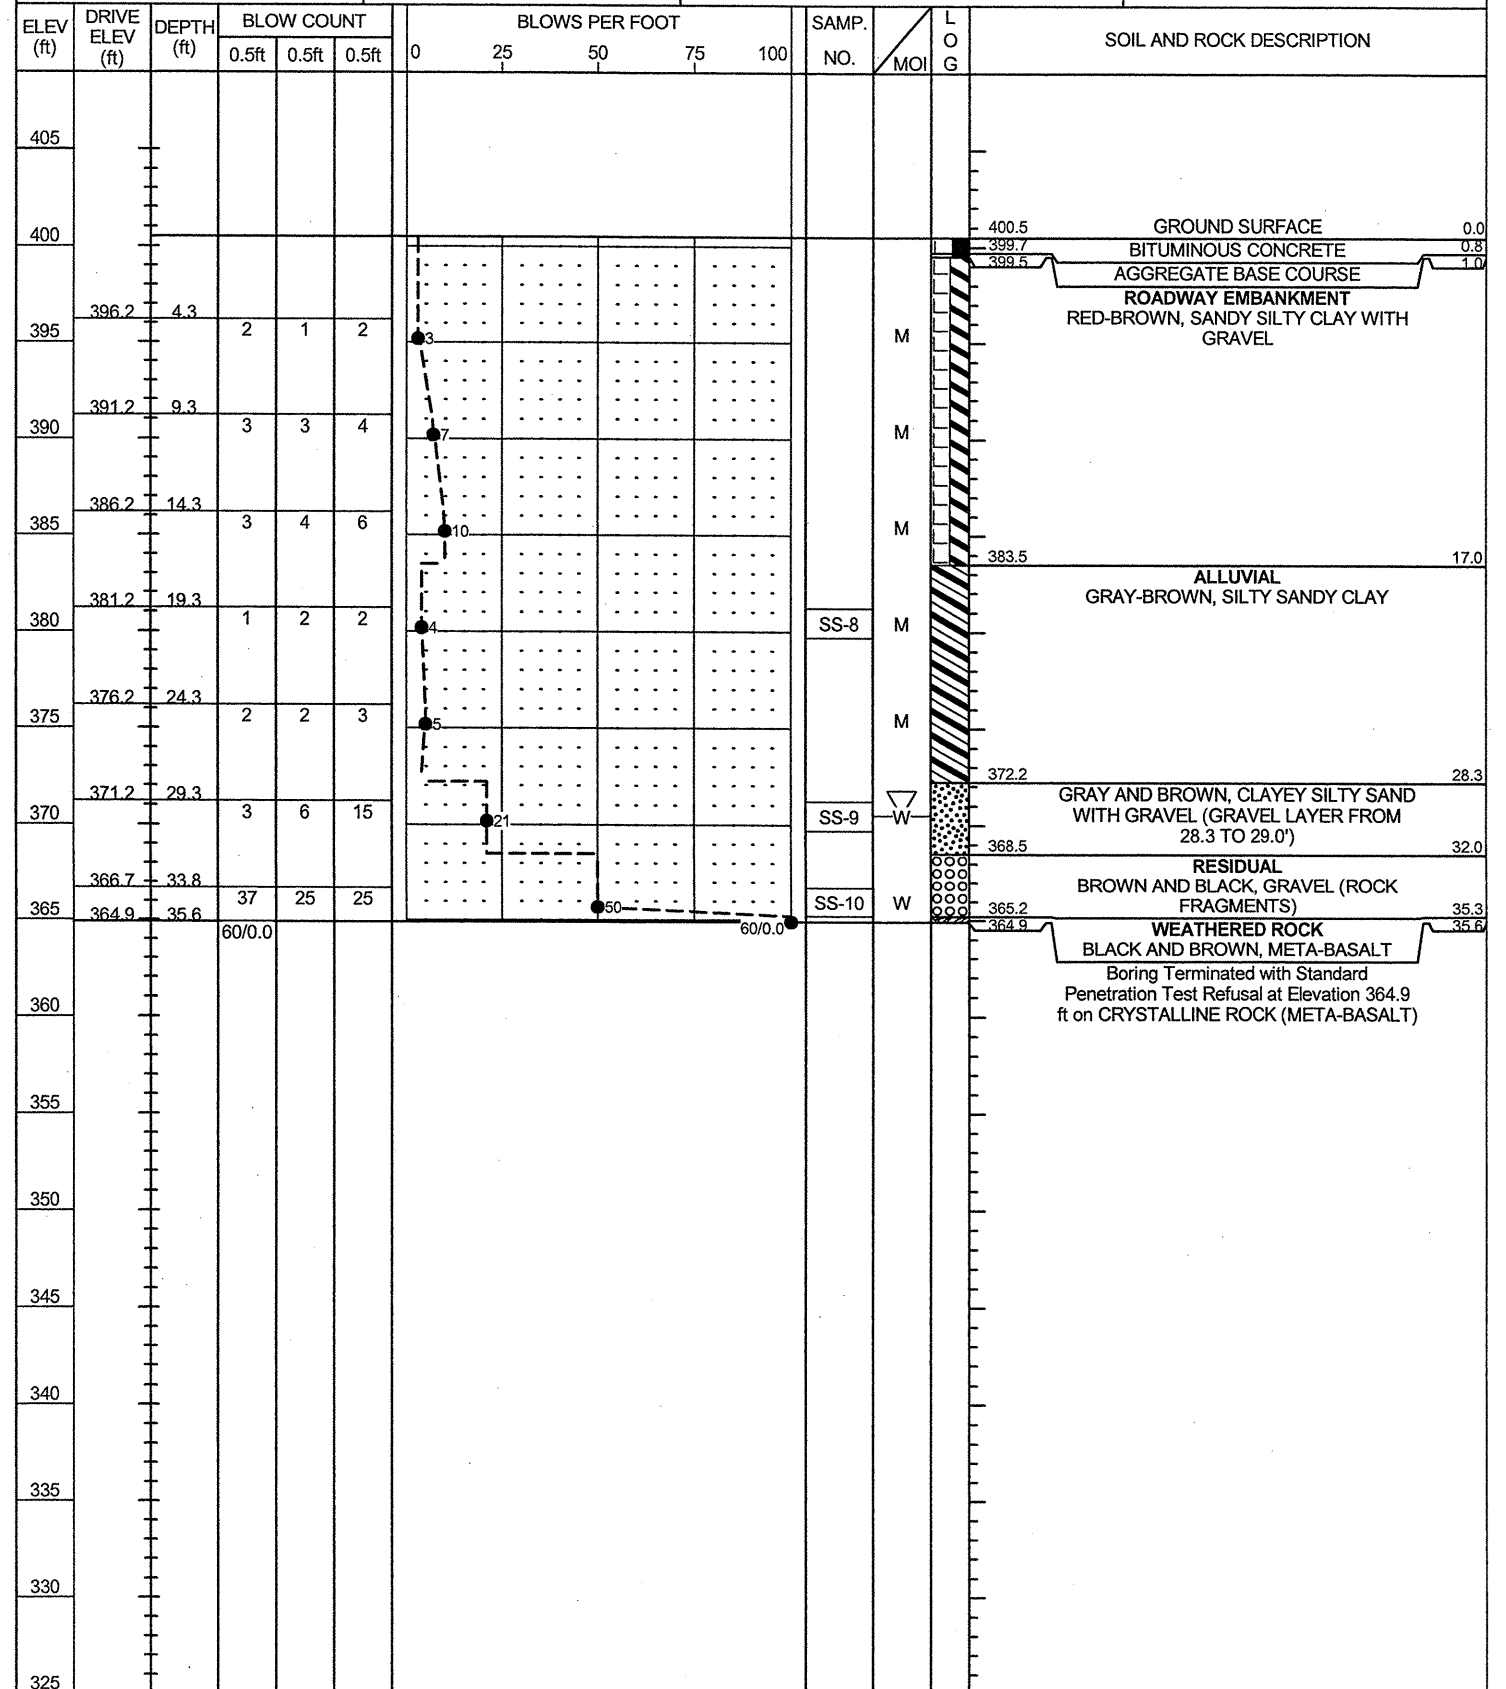 ELEV (ft) DRIVE ELEV (ft) DEPTH (ft) BLOW COUNT BLOWS PER FOOT SAMP. NO. MOI LOG SOIL AND ROCK DESCRIPTION
0.5ft 0.5ft 0.5ft 0 25 50 75 100
405
400
400.5 GROUND SURFACE 0.0
399.7 BITUMINOUS CONCRETE 0.8
399.5 AGGREGATE BASE COURSE 1.0
ROADWAY EMBANKMENT
RED-BROWN, SANDY SILTY CLAY WITH
GRAVEL
396.2 4.3
395 2 1 2 3 M
391.2 9.3
390 3 3 4 7 M
386.2 14.3
385 3 4 6 10 M
383.5 17.0
ALLUVIAL
GRAY-BROWN, SILTY SANDY CLAY
381.2 19.3
380 1 2 2 4 SS-8 M
376.2 24.3
375 2 2 3 5 M
372.2 28.3
GRAY AND BROWN, CLAYEY SILTY SAND
WITH GRAVEL (GRAVEL LAYER FROM
28.3 TO 29.0')
371.2 29.3
370 3 6 15 21 SS-9 W
368.5 32.0
RESIDUAL
BROWN AND BLACK, GRAVEL (ROCK
FRAGMENTS)
366.7 33.8
37 25 25 50 SS-10 W
365.2 35.3
365 364.9 35.6
60/0.0 60/0.0
364.9 WEATHERED ROCK 35.6
BLACK AND BROWN, META-BASALT
Boring Terminated with Standard
Penetration Test Refusal at Elevation 364.9
ft on CRYSTALLINE ROCK (META-BASALT)
360
355
350
345
340
335
330
325